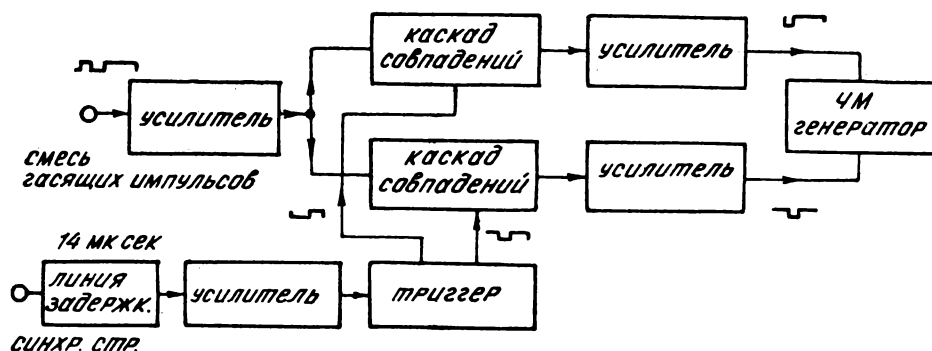 каскад
совпадений
усилитель
усилитель
чм
генератор
смесь
гасящих импульсов
каскад
совпадений
усилитель
14 мк сек
линия
задержк.
усилитель
триггер
синхр. стр.